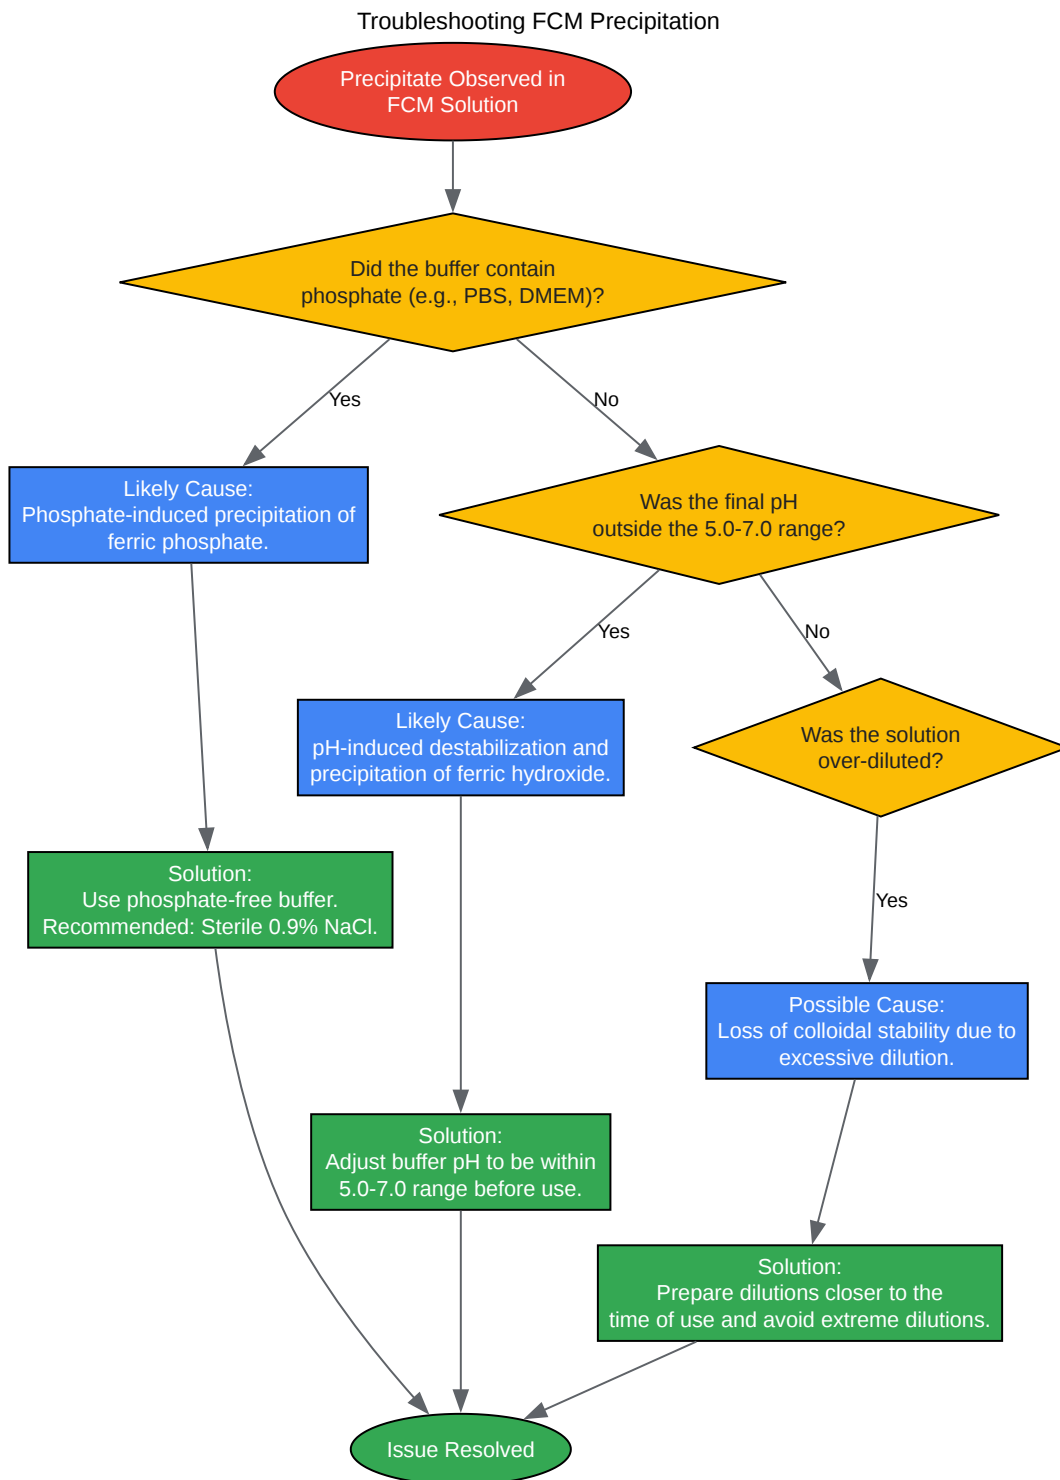 Troubleshooting FCM Precipitation
Precipitate Observed in
FCM Solution
Did the buffer contain
phosphate (e.g., PBS, DMEM)?
Yes
No
Likely Cause:
Phosphate-induced precipitation of
ferric phosphate.
Was the final pH
outside the 5.0-7.0 range?
Yes
No
Likely Cause:
pH-induced destabilization and
precipitation of ferric hydroxide.
Was the solution
over-diluted?
Solution:
Use phosphate-free buffer.
Recommended: Sterile 0.9% NaCl.
Yes
Possible Cause:
Loss of colloidal stability due to
excessive dilution.
Solution:
Adjust buffer pH to be within
5.0-7.0 range before use.
Solution:
Prepare dilutions closer to the
time of use and avoid extreme dilutions.
Issue Resolved